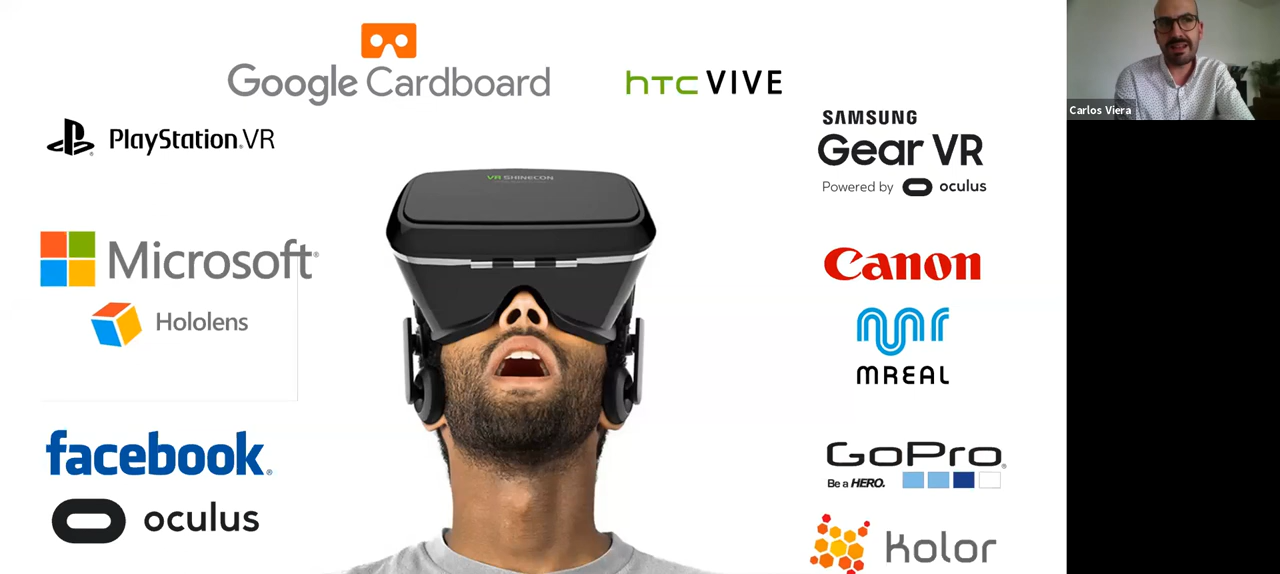 Google Cardboard
hTC VIVE
PlayStation®VR
SAMSUNG
Gear VR
Powered by oculus
VR SHINECON
Microsoft®
Hololens
Canon
MREAL
facebook®
oculus
GoPro®
Be a HERO.
kolor
Carlos Viera